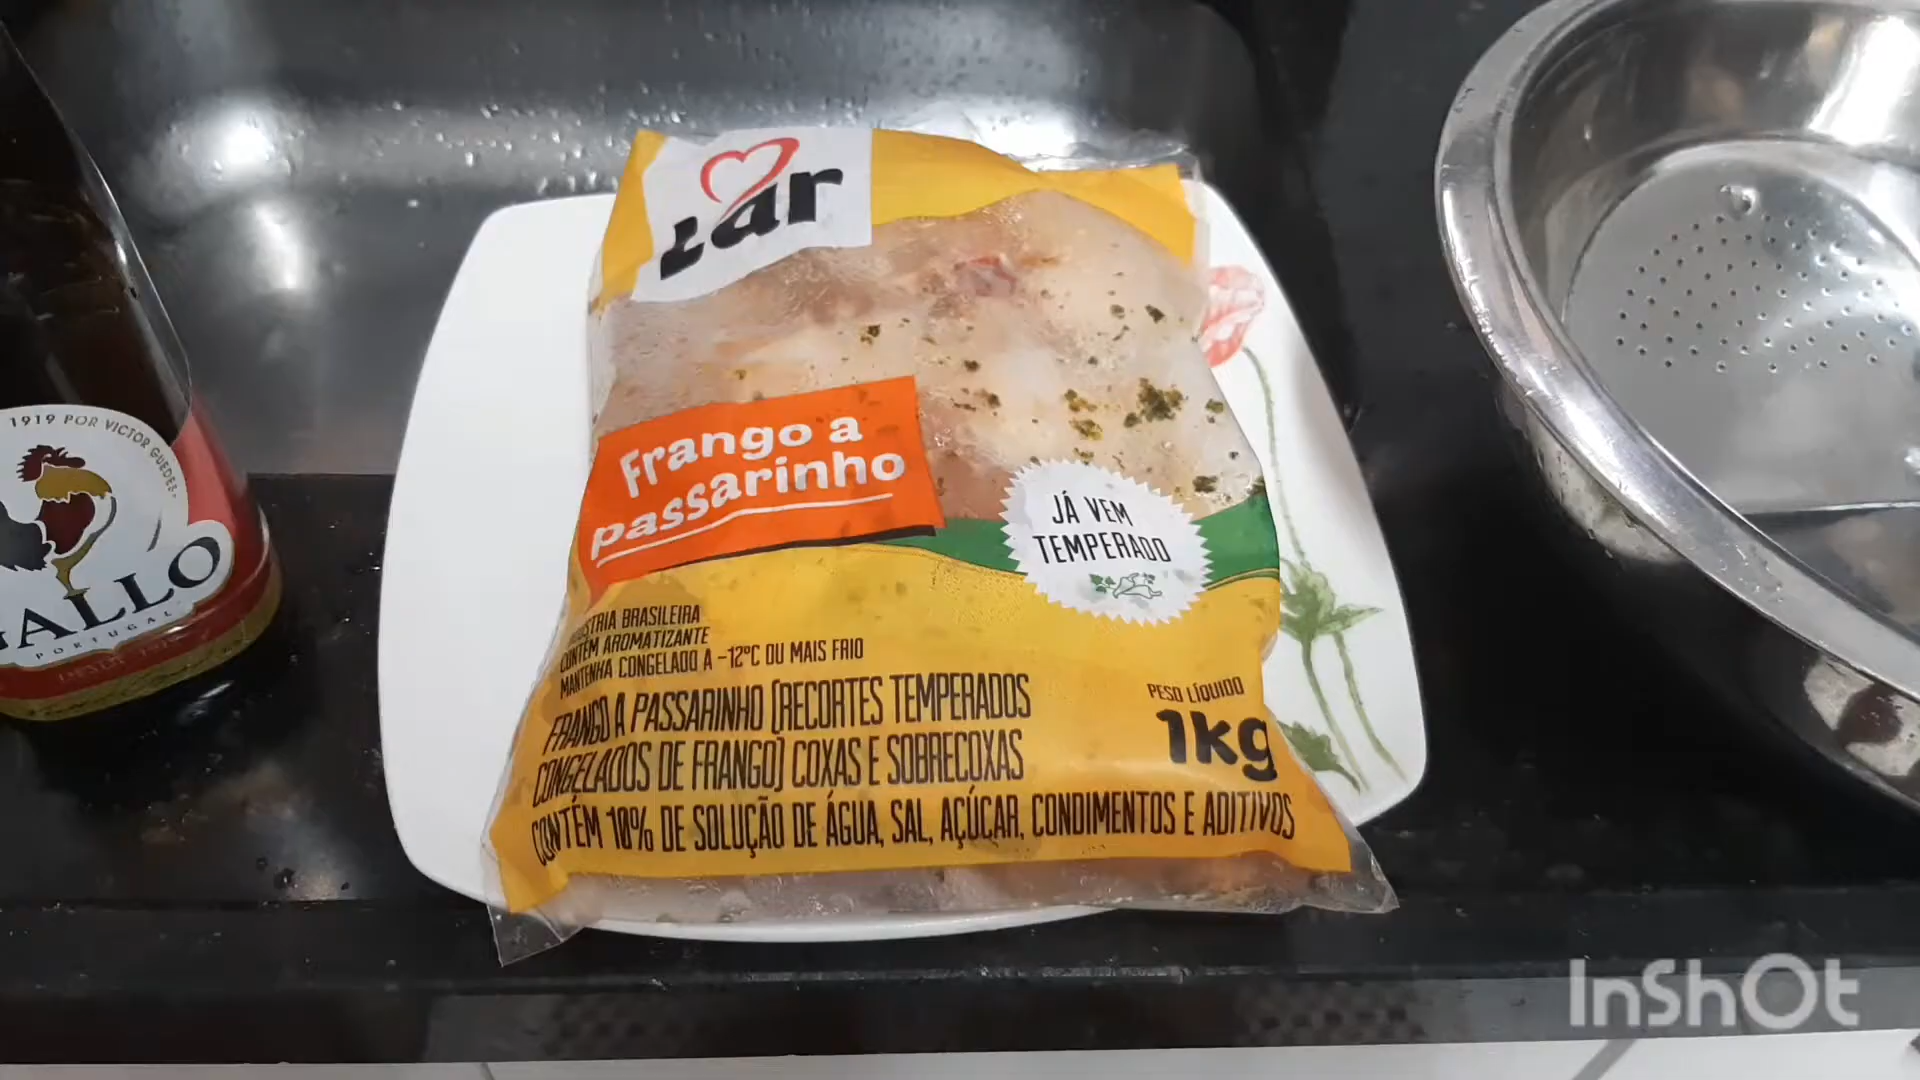 Lar
Frango a
passarinho
JÁ VEM
TEMPERADO
BRASILEIRA
CONTÉM AROMATIZANTE
MANTENHA CONGELADO A -12°C OU MAIS FRIO
FRANGO A PASSARINHO (RECORTES TEMPERADOS
CONGELADOS DE FRANGO) COXAS E SOBRECOXAS
CONTÉM 10% DE SOLUÇÃO DE ÁGUA, SAL, AÇÚCAR, CONDIMENTOS E ADITIVOS
PESO LÍQUIDO
1kg
1919 POR VICTOR GUEDES
GALLO
PORTUGAL
DESDE 1919
InShOt